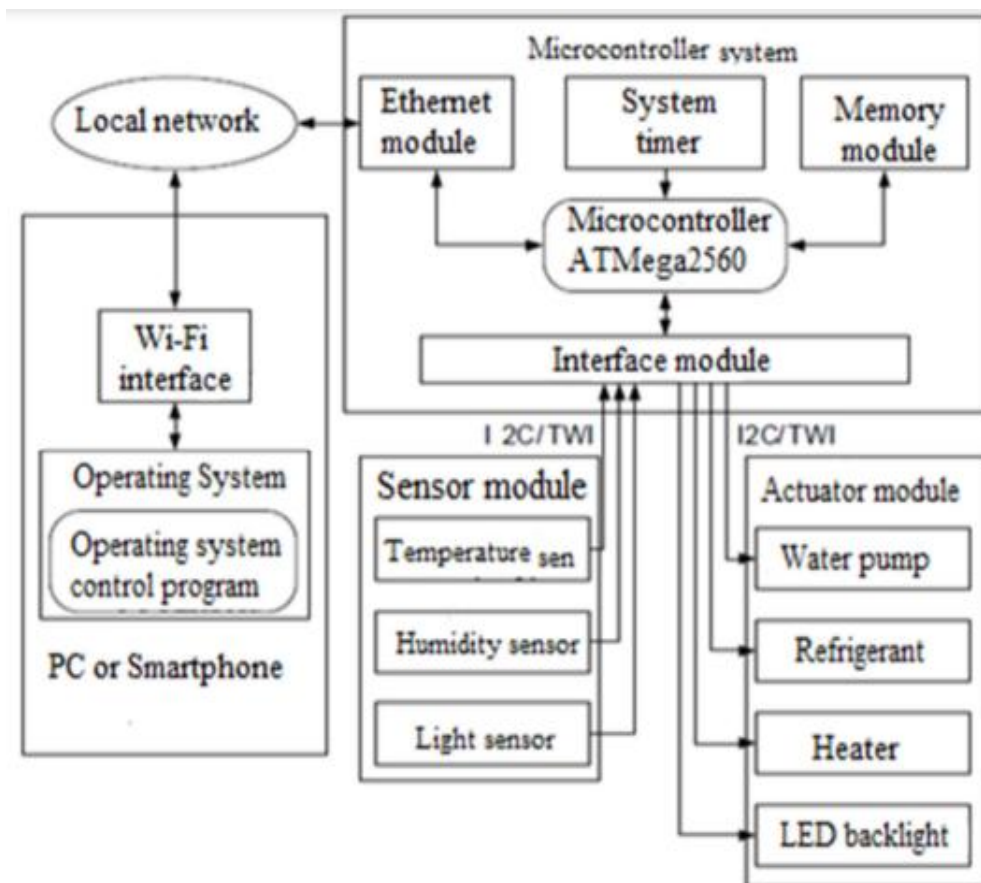 Microcontroller system
Ethernet
module
System
timer
Memory
module
Local network
Microcontroller
ATMega2560
Wi-Fi
interface
Interface module
I 2C/TWI
I2C/TWI
Operating System
Operating system
control program
PC or Smartphone
Sensor module
Temperature sen
Humidity sensor
Light sensor
Actuator module
Water pump
Refrigerant
Heater
LED backlight